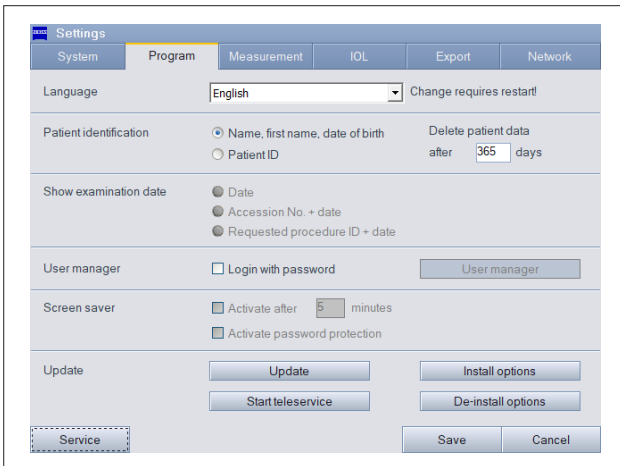 ZEISS Settings
System Program Measurement IOL Export Network
Language English Change requires restart!
Patient identification Name, first name, date of birth Delete patient data
Patient ID after 365 days
Show examination date Date
Accession No. + date
Requested procedure ID + date
User manager Login with password User manager
Screen saver Activate after 5 minutes
Activate password protection
Update Update Install options
Start teleservice De-install options
Service Save Cancel